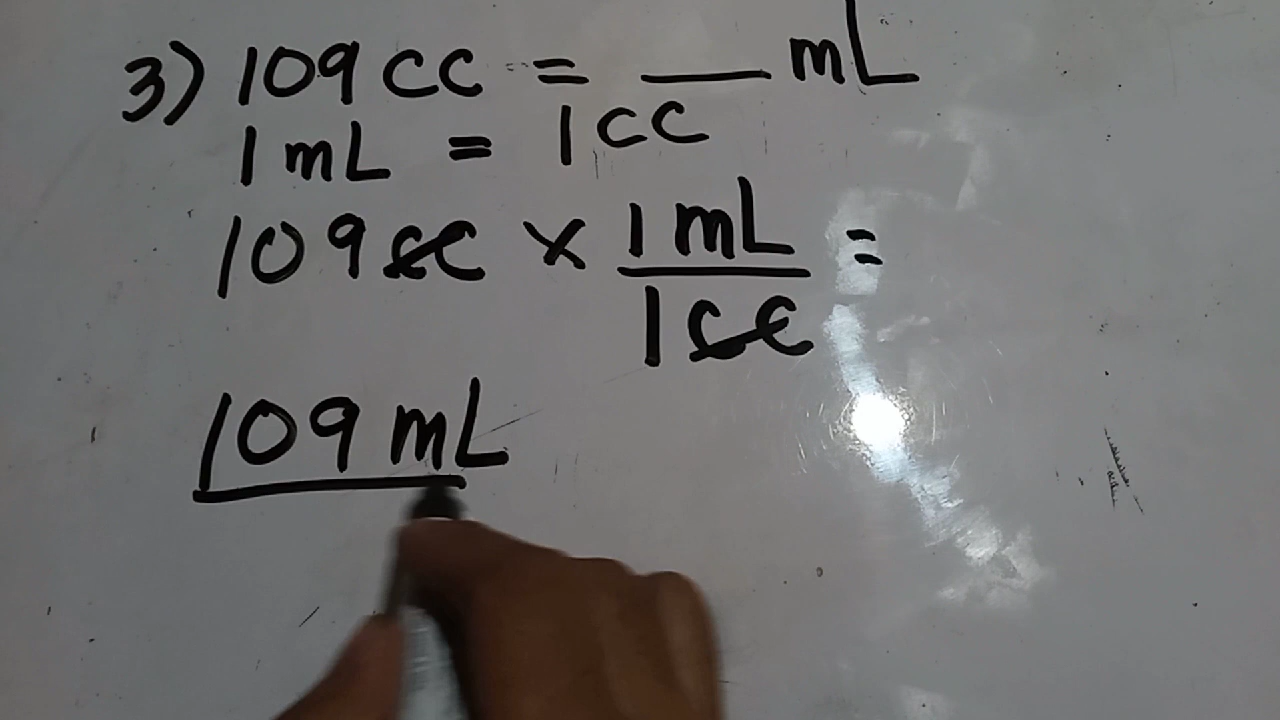 3) 109 cc = ___ mL
1 mL = 1 cc
109 cc x 1 mL =
1 cc
109 mL